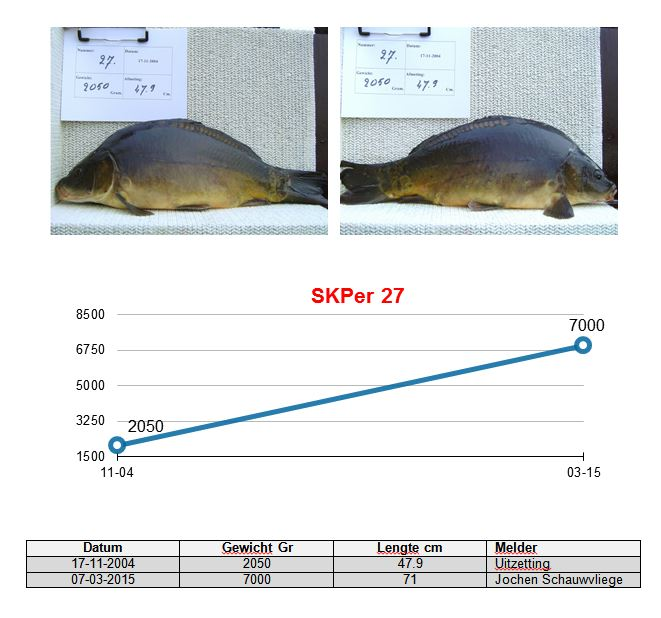 Nummer: Datum:
27. 17-11-2004
Gewicht: Afmeting:
2050 Gram. 47.9 Cm.
Nummer: Datum:
27. 17-11-2004
Gewicht: Afmeting:
2050 Gram. 47.9 Cm.
SKPer 27
8500
7000
6750
5000
3250
2050
1500
11-04 03-15
Datum Gewicht Gr Lengte cm Melder
17-11-2004 2050 47.9 Uitzetting
07-03-2015 7000 71 Jochen Schauwvliege